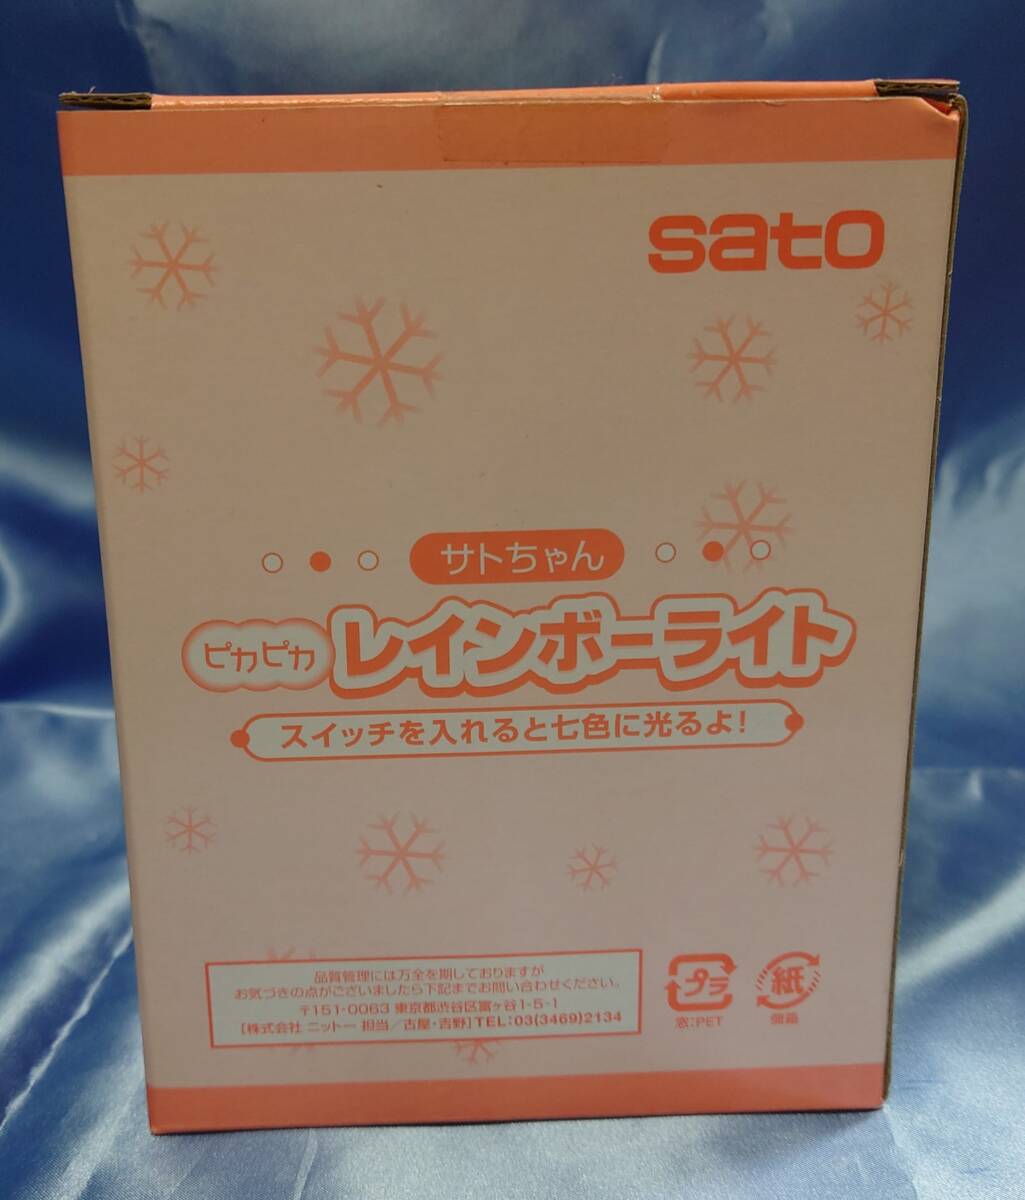 sato
サトちゃん
ピカピカ レインボーライト
スイッチを入れると七色に光るよ!
品質管理には万全を期しておりますが
お気づきの点がございましたら下記までお問い合わせください。
〒151-0063 東京都渋谷区富ヶ谷1-5-1
[株式会社 ニットー 担当/古屋・吉野] TEL:03(3469)2134
プラ
窓:PET
紙
個箱